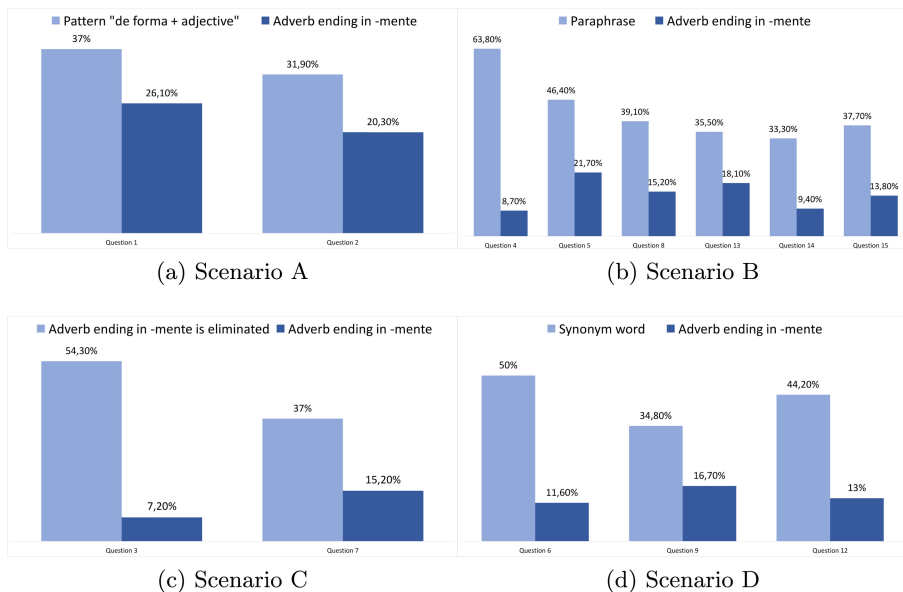 Pattern "de forma + adjective" Adverb ending in -mente
37%
26,10%
31,90%
20,30%
Question 1 Question 2
(a) Scenario A
Paraphrase Adverb ending in -mente
63,80%
8,70%
46,40%
21,70%
39,10%
15,20%
35,50%
18,10%
33,30%
9,40%
37,70%
13,80%
Question 4 Question 5 Question 8 Question 13 Question 14 Question 15
(b) Scenario B
Adverb ending in -mente is eliminated Adverb ending in -mente
54,30%
7,20%
37%
15,20%
Question 3 Question 7
(c) Scenario C
Synonym word Adverb ending in -mente
50%
11,60%
34,80%
16,70%
44,20%
13%
Question 6 Question 9 Question 12
(d) Scenario D